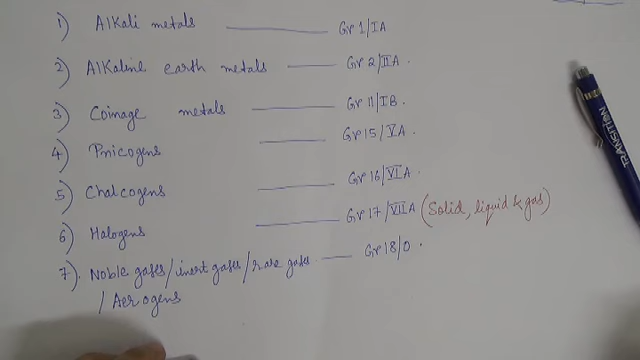 1) Alkali metals ——— Gr 1/IA
2) Alkaline earth metals ——— Gr 2/IIA.
3) Coinage metals ——— Gr 11/IB.
4) Pnicogens ——— Gr 15/VA.
5) Chalcogens ——— Gr 16/VIA.
6) Halogens ——— Gr 17/VIIA (Solid, liquid & gas)
7). Noble gases/inert gases/rare gases ——— Gr 18/0.
/Aerogens
TRANSITION